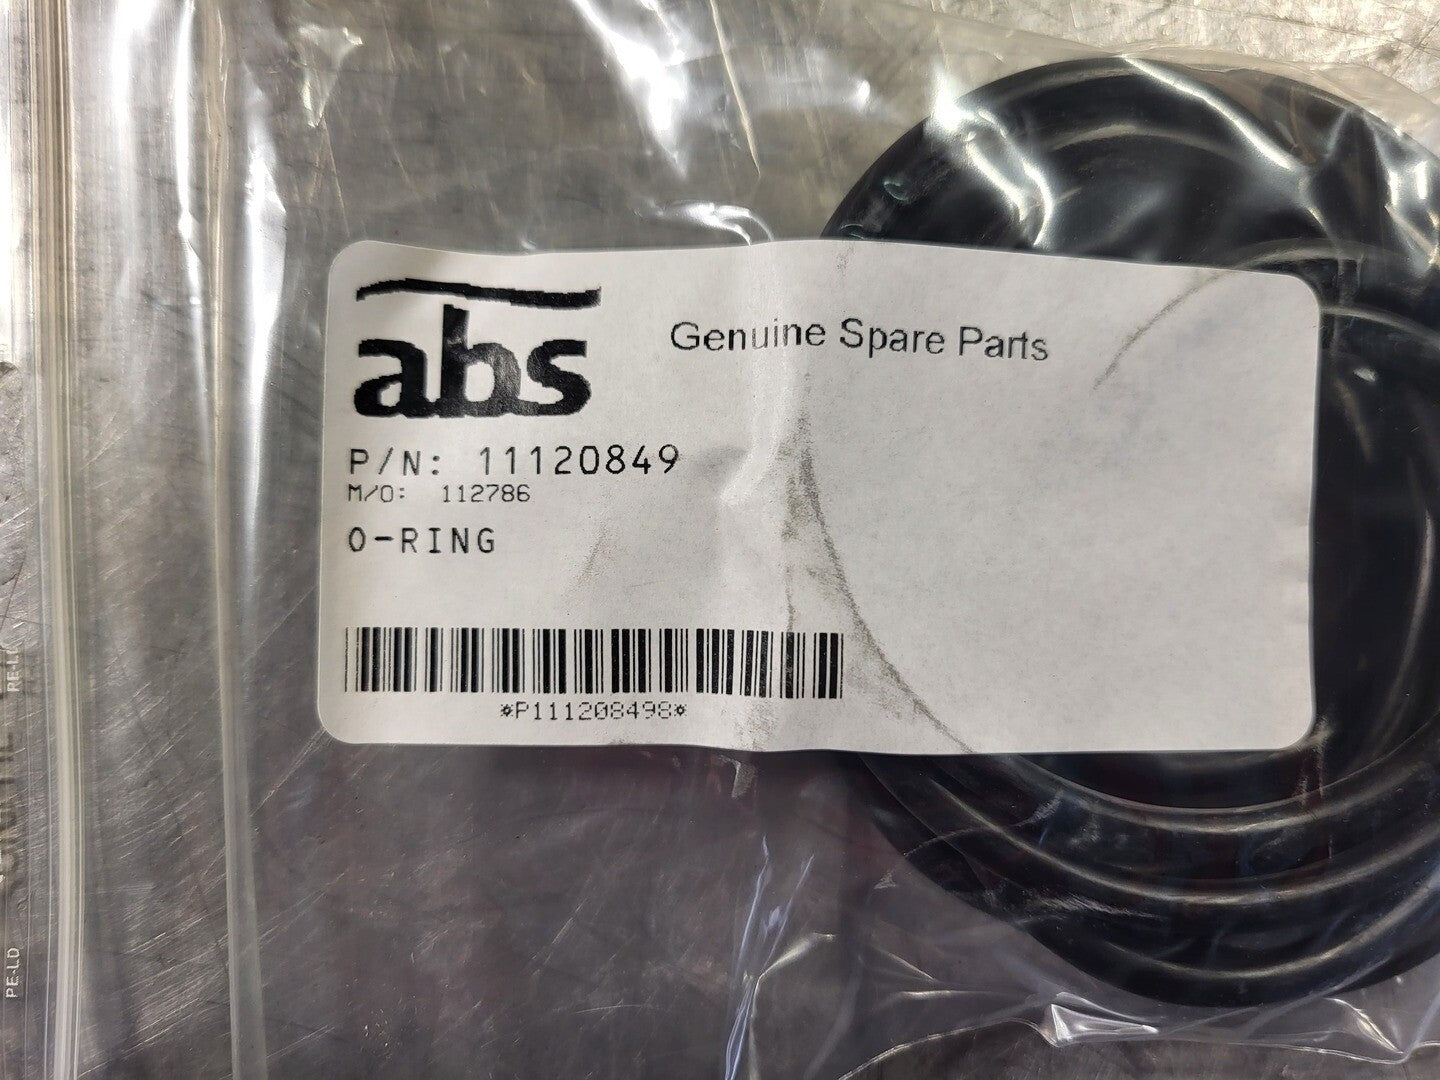 abs
Genuine Spare Parts
P/N: 11120849
M/O: 112786
O-RING
*P111208498*
PE-LD